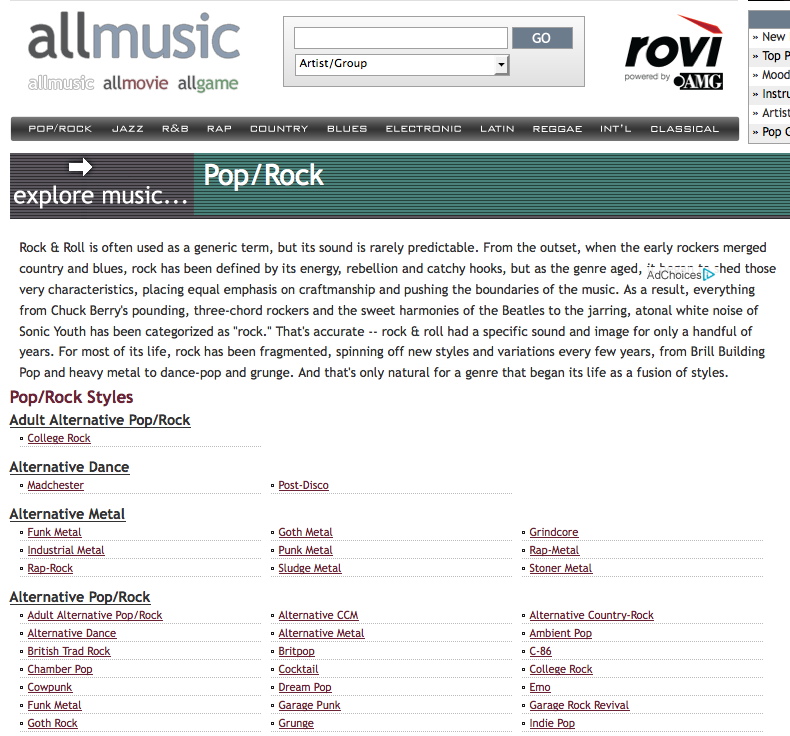 allmusic
GO
Artist/Group
rovi
powered by AMG
allmusic allmovie allgame
» New
» Top P
» Mood
» Instru
» Artist
» Pop
POP/ROCK JAZZ R&B RAP COUNTRY BLUES ELECTRONIC LATIN REGGAE INT'L CLASSICAL
explore music...
Pop/Rock
Rock & Roll is often used as a generic term, but its sound is rarely predictable. From the outset, when the early rockers merged
country and blues, rock has been defined by its energy, rebellion and catchy hooks, but as the genre aged, shed those
AdChoices
very characteristics, placing equal emphasis on craftmanship and pushing the boundaries of the music. As a result, everything
from Chuck Berry's pounding, three-chord rockers and the sweet harmonies of the Beatles to the jarring, atonal white noise of
Sonic Youth has been categorized as "rock." That's accurate -- rock & roll had a specific sound and image for only a handful of
years. For most of its life, rock has been fragmented, spinning off new styles and variations every few years, from Brill Building
Pop and heavy metal to dance-pop and grunge. And that's only natural for a genre that began its life as a fusion of styles.
Pop/Rock Styles
Adult Alternative Pop/Rock
College Rock
Alternative Dance
Madchester Post-Disco
Alternative Metal
Funk Metal Goth Metal Grindcore
Industrial Metal Punk Metal Rap-Metal
Rap-Rock Sludge Metal Stoner Metal
Alternative Pop/Rock
Adult Alternative Pop/Rock Alternative CCM Alternative Country-Rock
Alternative Dance Alternative Metal Ambient Pop
British Trad Rock Britpop C-86
Chamber Pop Cocktail College Rock
Cowpunk Dream Pop Emo
Funk Metal Garage Punk Garage Rock Revival
Goth Rock Grunge Indie Pop